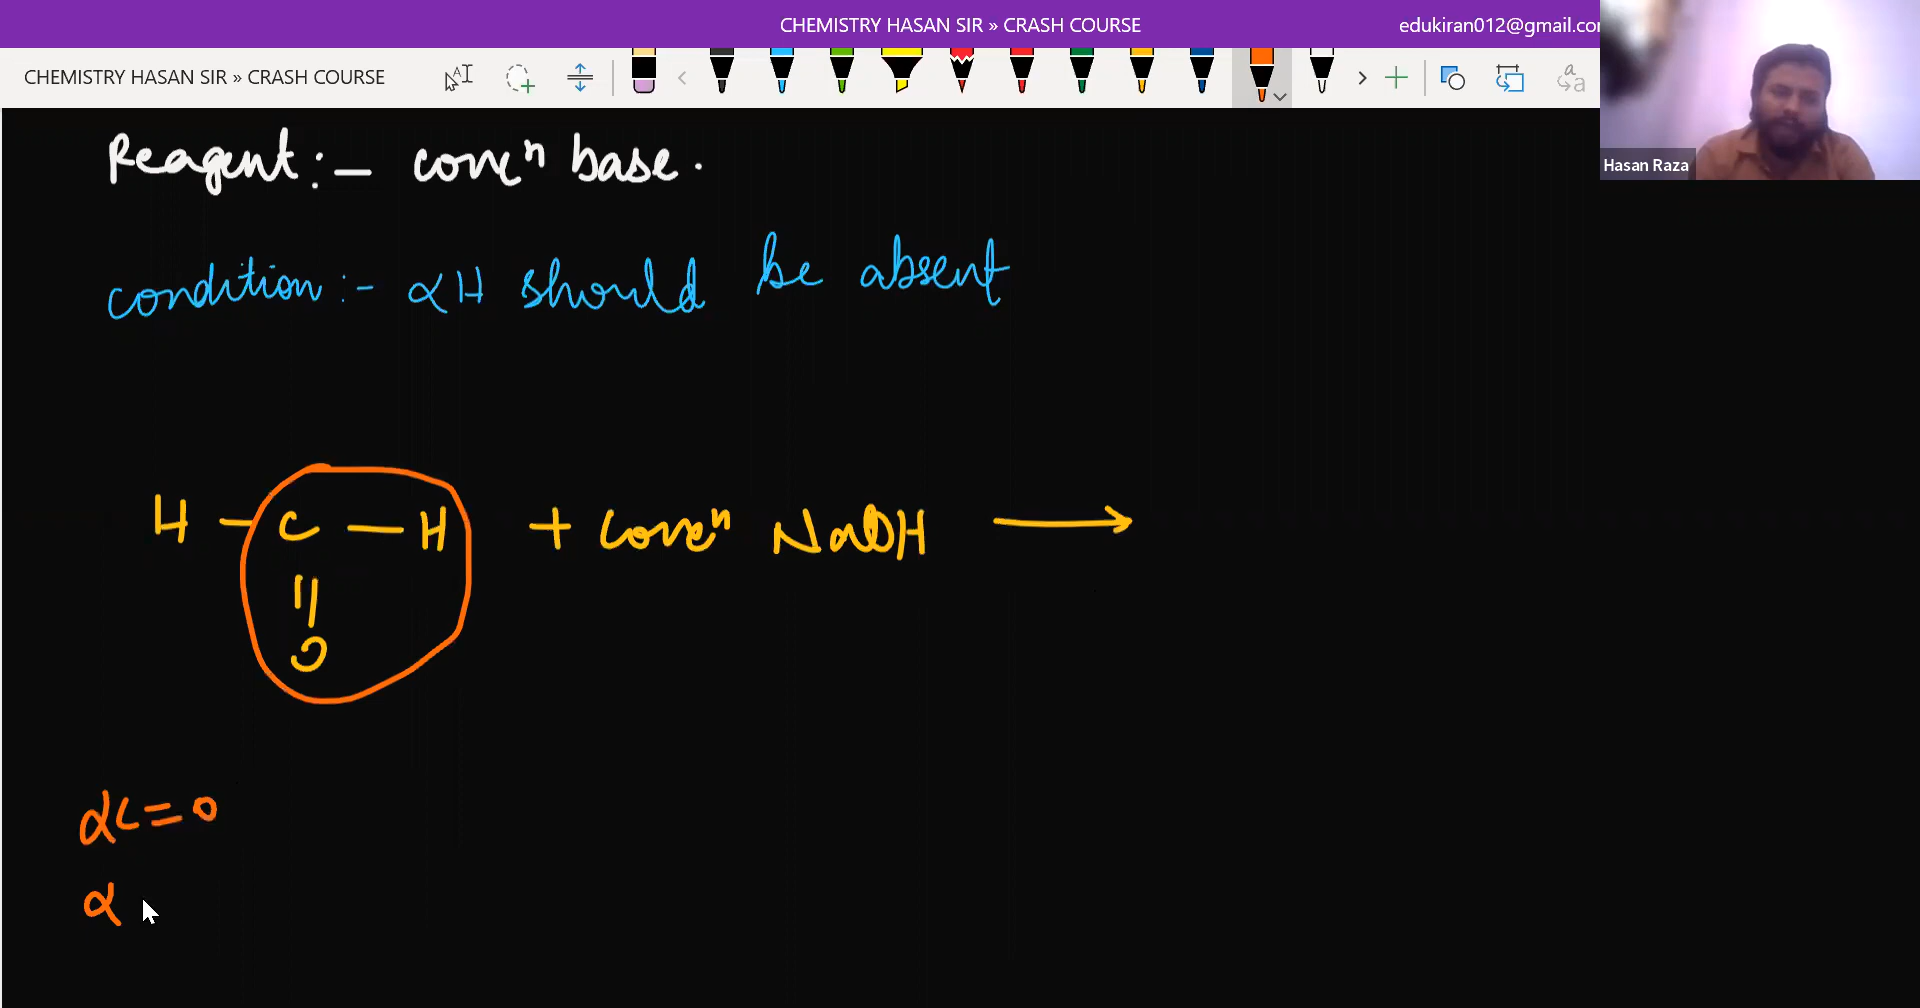 CHEMISTRY HASAN SIR » CRASH COURSE
edukiran012@gmail.co
CHEMISTRY HASAN SIR » CRASH COURSE
Hasan Raza
Reagent :- concⁿ base.
condition :- αH should be absent
H - C - H + concⁿ NaOH ⟶
||
O
αC = 0
α